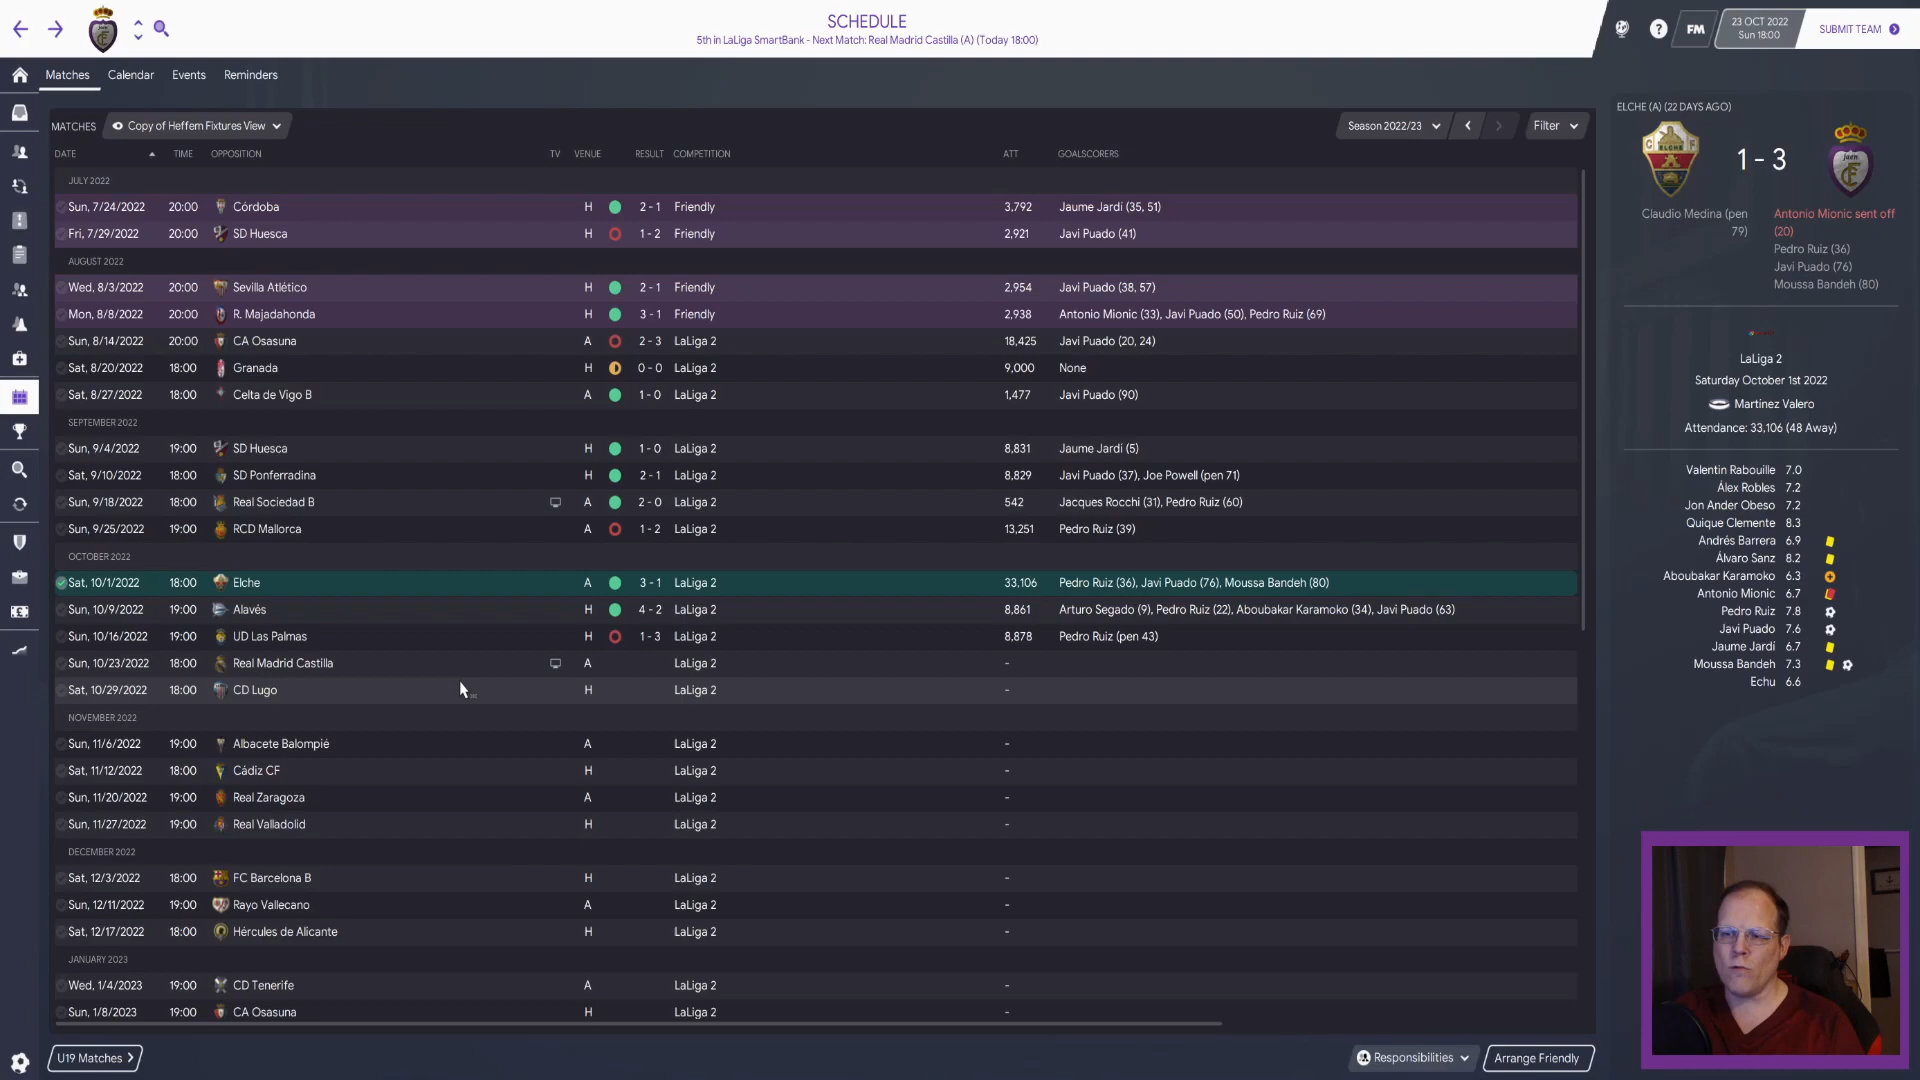 SCHEDULE
5th in LaLiga SmartBank - Next Match: Real Madrid Castilla (A) (Today 18:00)
? FM 23 OCT 2022 Sun 18:00 SUBMIT TEAM
Matches Calendar Events Reminders
MATCHES Copy of Heffem Fixtures View Season 2022/23 Filter
DATE TIME OPPOSITION TV VENUE RESULT COMPETITION ATT GOALSCORERS
JULY 2022
Sun, 7/24/2022 20:00 Córdoba H 2 - 1 Friendly 3,792 Jaume Jardí (35, 51)
Fri, 7/29/2022 20:00 SD Huesca H 1 - 2 Friendly 2,921 Javi Puado (41)
AUGUST 2022
Wed, 8/3/2022 20:00 Sevilla Atlético H 2 - 1 Friendly 2,954 Javi Puado (38, 57)
Mon, 8/8/2022 20:00 R. Majadahonda H 3 - 1 Friendly 2,938 Antonio Mionic (33), Javi Puado (50), Pedro Ruiz (69)
Sun, 8/14/2022 20:00 CA Osasuna A 2 - 3 LaLiga 2 18,425 Javi Puado (20, 24)
Sat, 8/20/2022 18:00 Granada H 0 - 0 LaLiga 2 9,000 None
Sat, 8/27/2022 18:00 Celta de Vigo B A 1 - 0 LaLiga 2 1,477 Javi Puado (90)
SEPTEMBER 2022
Sun, 9/4/2022 19:00 SD Huesca H 1 - 0 LaLiga 2 8,831 Jaume Jardí (5)
Sat, 9/10/2022 18:00 SD Ponferradina H 2 - 1 LaLiga 2 8,829 Javi Puado (37), Joe Powell (pen 71)
Sun, 9/18/2022 18:00 Real Sociedad B A 2 - 0 LaLiga 2 542 Jacques Rocchi (31), Pedro Ruiz (60)
Sun, 9/25/2022 19:00 RCD Mallorca A 1 - 2 LaLiga 2 13,251 Pedro Ruiz (39)
OCTOBER 2022
Sat, 10/1/2022 18:00 Elche A 3 - 1 LaLiga 2 33,106 Pedro Ruiz (36), Javi Puado (76), Moussa Bandeh (80)
Sun, 10/9/2022 19:00 Alavés H 4 - 2 LaLiga 2 8,861 Arturo Segado (9), Pedro Ruiz (22), Aboubakar Karamoko (34), Javi Puado (63)
Sun, 10/16/2022 19:00 UD Las Palmas H 1 - 3 LaLiga 2 8,878 Pedro Ruiz (pen 43)
Sun, 10/23/2022 18:00 Real Madrid Castilla A LaLiga 2 -
Sat, 10/29/2022 18:00 CD Lugo H LaLiga 2 -
NOVEMBER 2022
Sun, 11/6/2022 19:00 Albacete Balompié A LaLiga 2 -
Sat, 11/12/2022 18:00 Cádiz CF H LaLiga 2 -
Sun, 11/20/2022 19:00 Real Zaragoza A LaLiga 2 -
Sun, 11/27/2022 19:00 Real Valladolid H LaLiga 2 -
DECEMBER 2022
Sat, 12/3/2022 18:00 FC Barcelona B H LaLiga 2 -
Sun, 12/11/2022 19:00 Rayo Vallecano A LaLiga 2 -
Sat, 12/17/2022 18:00 Hércules de Alicante H LaLiga 2 -
JANUARY 2023
Wed, 1/4/2023 19:00 CD Tenerife A LaLiga 2 -
Sun, 1/8/2023 19:00 CA Osasuna H LaLiga 2 -
U19 Matches Responsibilities Arrange Friendly
ELCHE (A) (22 DAYS AGO)
ELCHE 1 - 3 Jaén
Claudio Medina (pen 79)
Antonio Mionic sent off (20)
Pedro Ruiz (36)
Javi Puado (76)
Moussa Bandeh (80)
LaLiga 2
Saturday October 1st 2022
Martínez Valero
Attendance: 33,106 (48 Away)
Valentin Rabouille 7.0
Álex Robles 7.2
Jon Ander Obeso 7.2
Quique Clemente 8.3
Andrés Barrera 6.9
Álvaro Sanz 8.2
Aboubakar Karamoko 6.3
Antonio Mionic 6.7
Pedro Ruiz 7.8
Javi Puado 7.6
Jaume Jardí 6.7
Moussa Bandeh 7.3
Echu 6.6